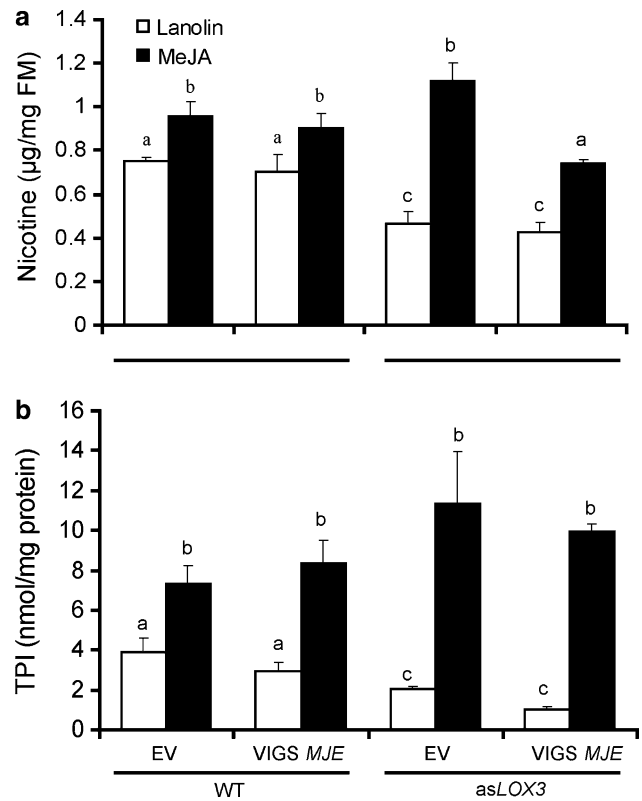 a
Lanolin
MeJA
Nicotine (µg/mg FM)
1.4
1.2
1
0.8
0.6
0.4
0.2
0
a b a b c b c a
b
TPI (nmol/mg protein)
16
14
12
10
8
6
4
2
0
a b a b c b c b
EV VIGS MJE EV VIGS MJE
WT asLOX3